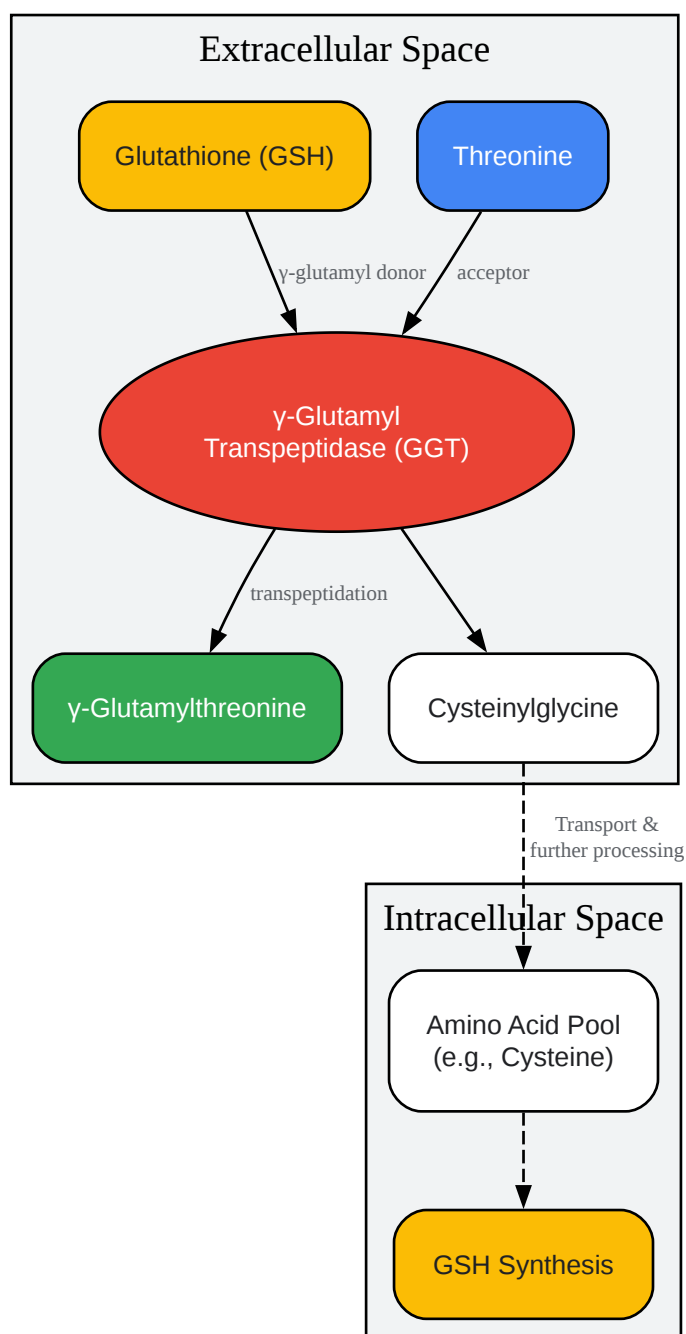 Extracellular Space
Glutathione (GSH)
Threonine
γ-glutamyl donor
acceptor
γ-Glutamyl
Transpeptidase (GGT)
transpeptidation
γ-Glutamylthreonine
Cysteinylglycine
Transport &
further processing
Intracellular Space
Amino Acid Pool
(e.g., Cysteine)
GSH Synthesis